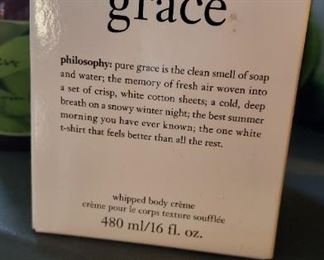 grace
philosophy: pure grace is the clean smell of soap
and water; the memory of fresh air woven into
a set of crisp, white cotton sheets; a cold, deep
breath on a snowy winter night; the best summer
morning you have ever known; the one white
t-shirt that feels better than all the rest.
whipped body crème
crème pour le corps texture soufflée
480 ml/16 fl. oz.